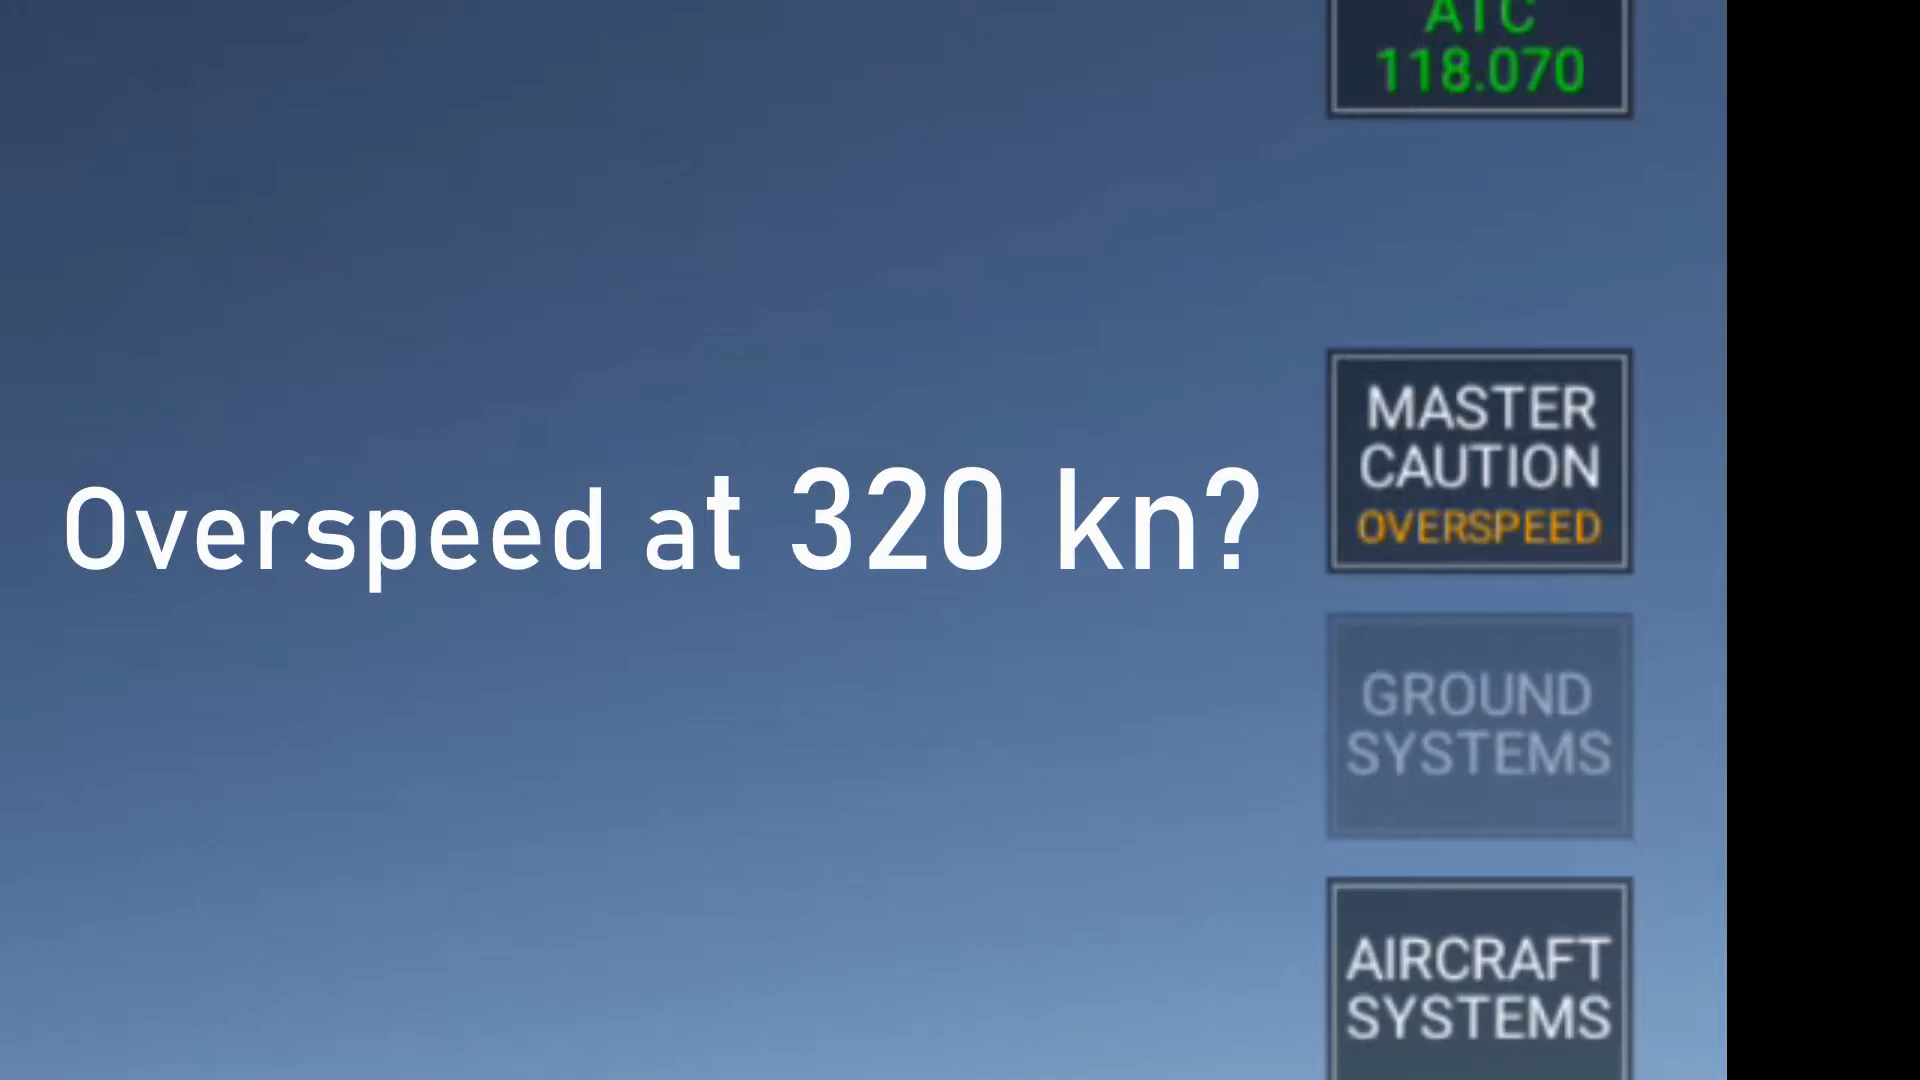 ATC
118.070
Overspeed at 320 kn?
MASTER
CAUTION
OVERSPEED
GROUND
SYSTEMS
AIRCRAFT
SYSTEMS